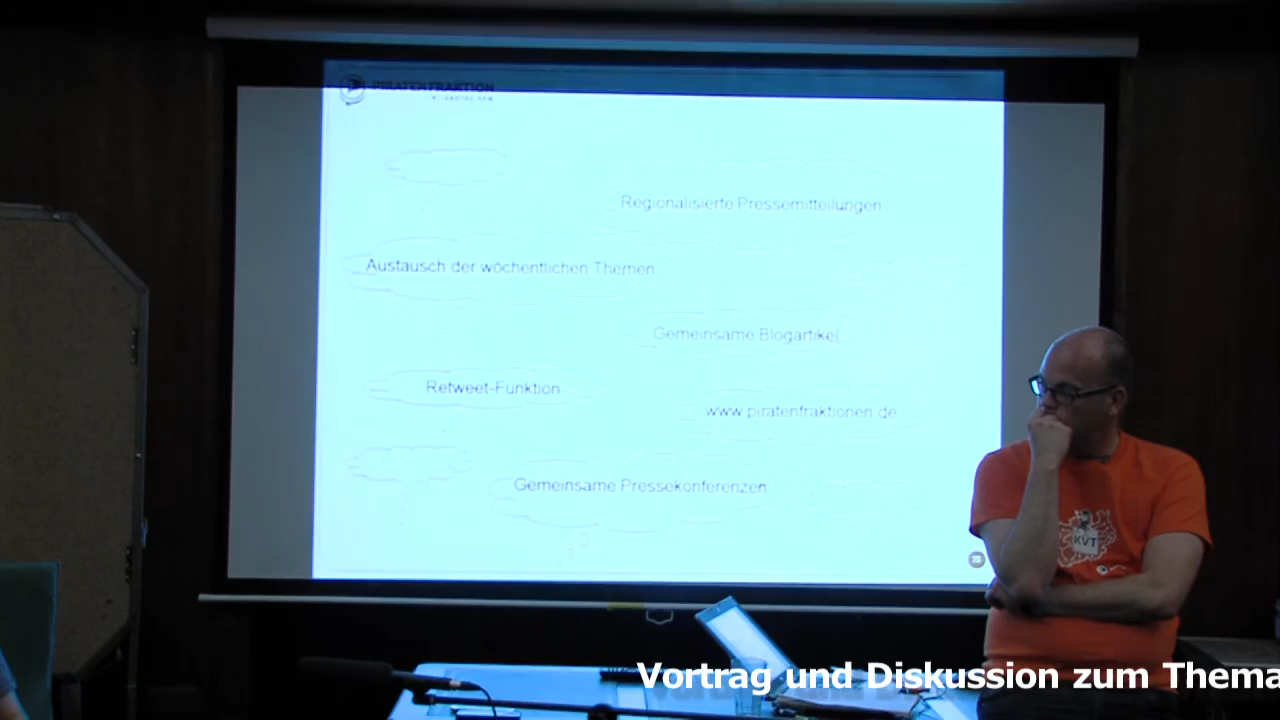 PIRATENFRAKTION
Regionalisierte Pressemitteilungen
Austausch der wöchentlichen Themen
Gemeinsame Blogartikel
Retweet-Funktion
www.piratenfraktionen.de
Gemeinsame Pressekonferenzen
KVT
Vortrag und Diskussion zum Thema